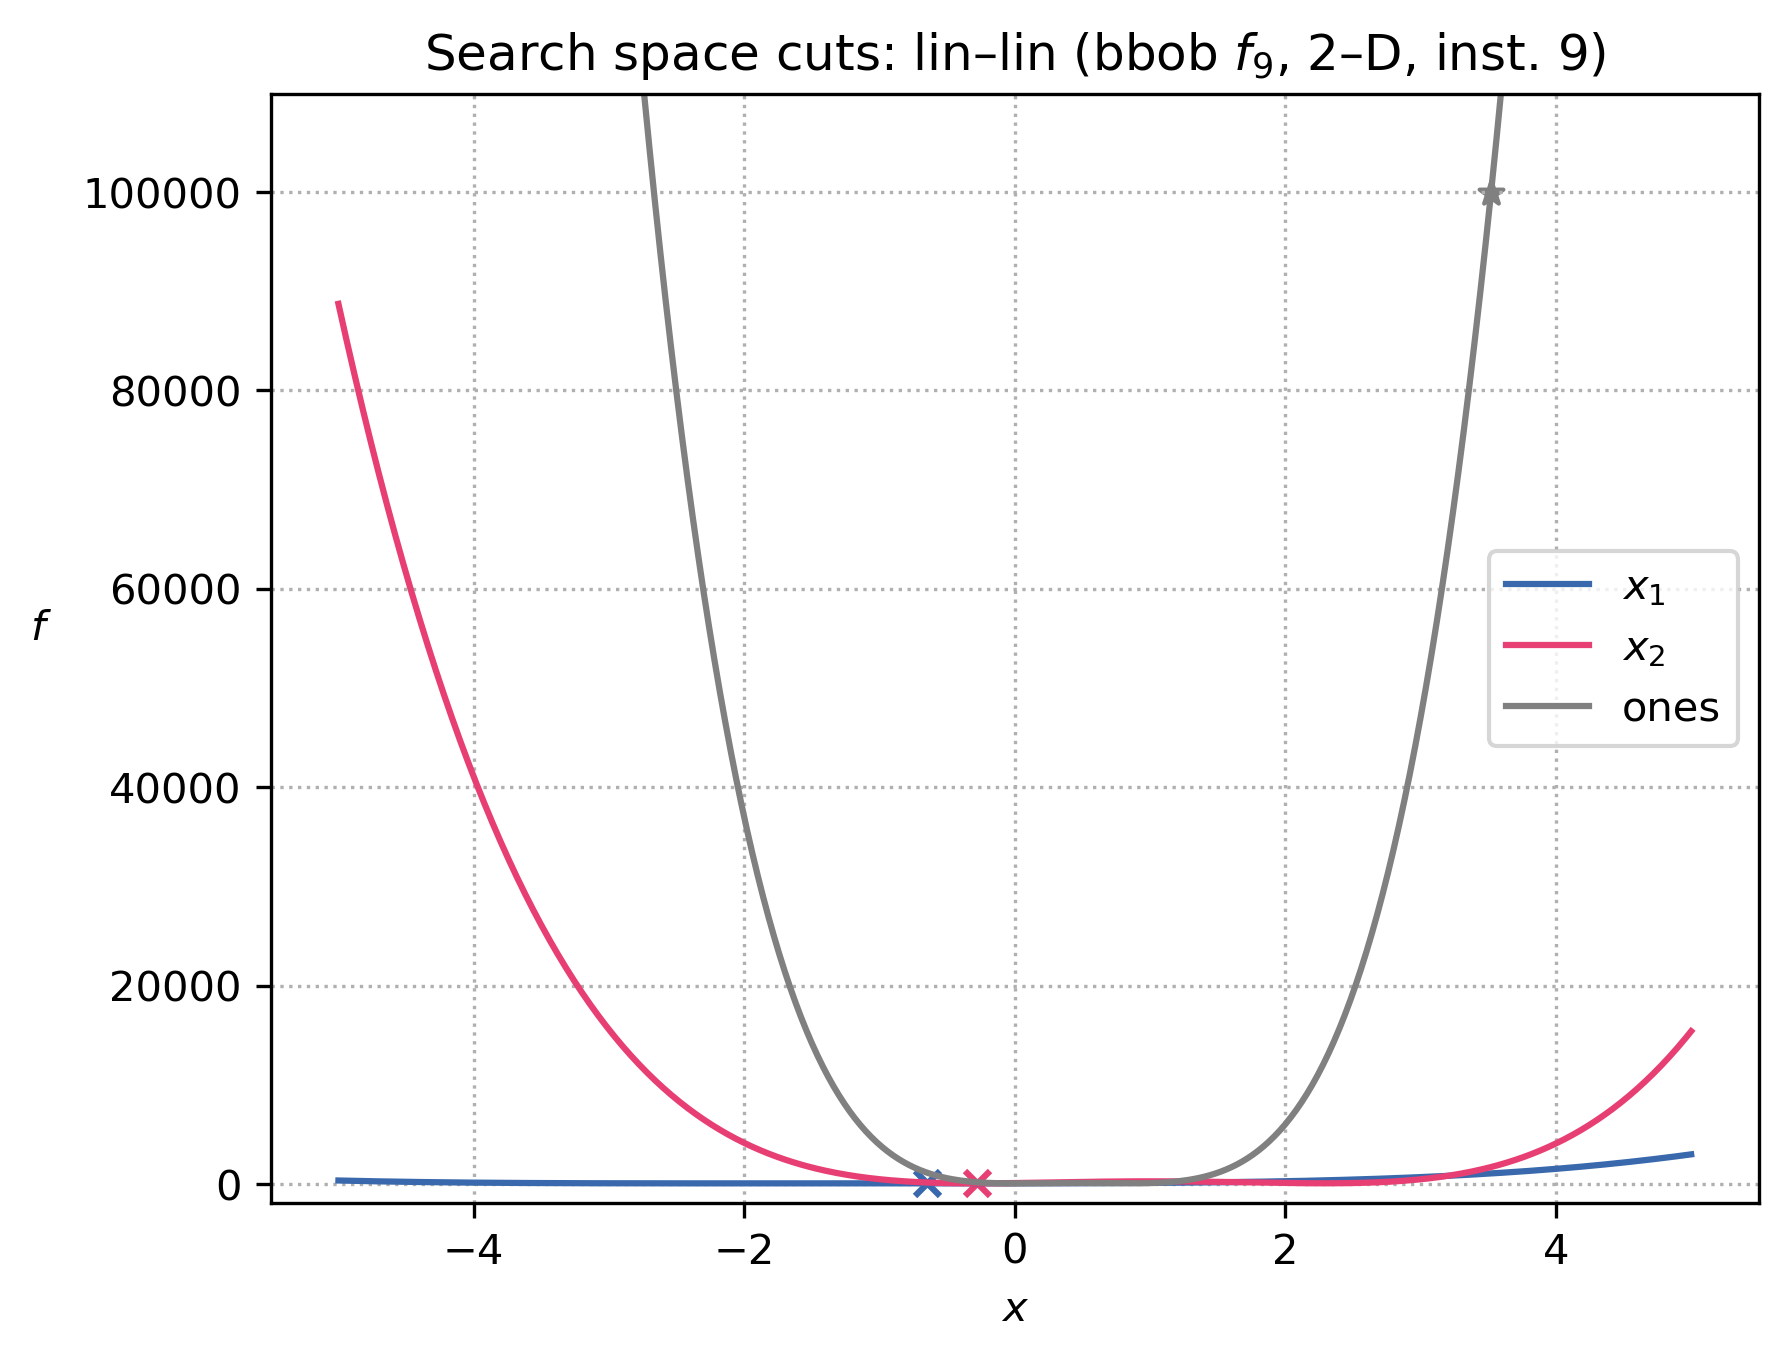 Search space cuts: lin–lin (bbob f₉, 2–D, inst. 9)
100000
80000
60000
40000
20000
0
f
x₁
x₂
ones
−4
−2
0
2
4
x